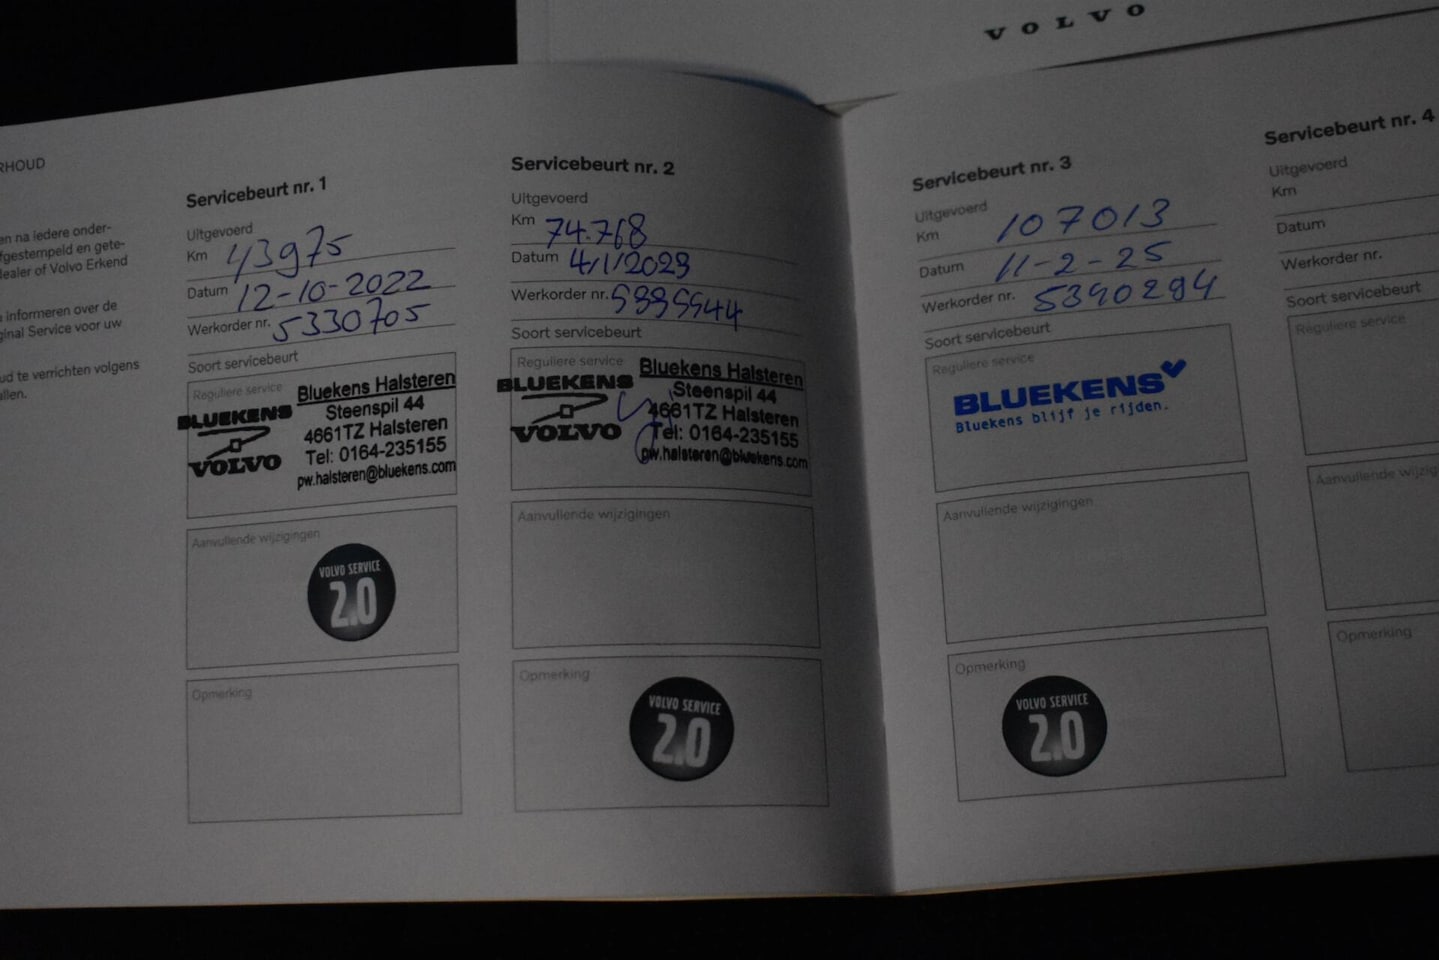 VOLVO
RHOUD
en na iedere onder-
fgestempeld en gete-
dealer of Volvo Erkend
informeren over de
ginal Service voor uw
ud te verrichten volgens
allen.
Servicebeurt nr. 1
Uitgevoerd
Km 43975
Datum 12-10-2022
Werkorder nr. 5330705
Soort servicebeurt
Reguliere service
BLUEKENS
VOLVO
Bluekens Halsteren
Steenspil 44
4661TZ Halsteren
Tel: 0164-235155
pw.halsteren@bluekens.com
Aanvullende wijzigingen
VOLVO SERVICE
2.0
Opmerking
Servicebeurt nr. 2
Uitgevoerd
Km 74.768
Datum
Werkorder nr.
Soort servicebeurt
Reguliere service
BLUEKENS
VOLVO
Bluekens Halsteren
Steenspil 44
4661TZ Halsteren
Tel: 0164-235155
pw.halsteren@bluekens.com
Aanvullende wijzigingen
Opmerking
VOLVO SERVICE
2.0
Servicebeurt nr. 3
Uitgevoerd
Km 107013
Datum 11-2-25
Werkorder nr. 5390294
Soort servicebeurt
Reguliere service
BLUEKENS
Bluekens blijf je rijden.
Aanvullende wijzigingen
Opmerking
VOLVO SERVICE
2.0
Servicebeurt nr. 4
Uitgevoerd
Km
Datum
Werkorder nr.
Soort servicebeurt
Reguliere service
Aanvullende wijzig
Opmerking